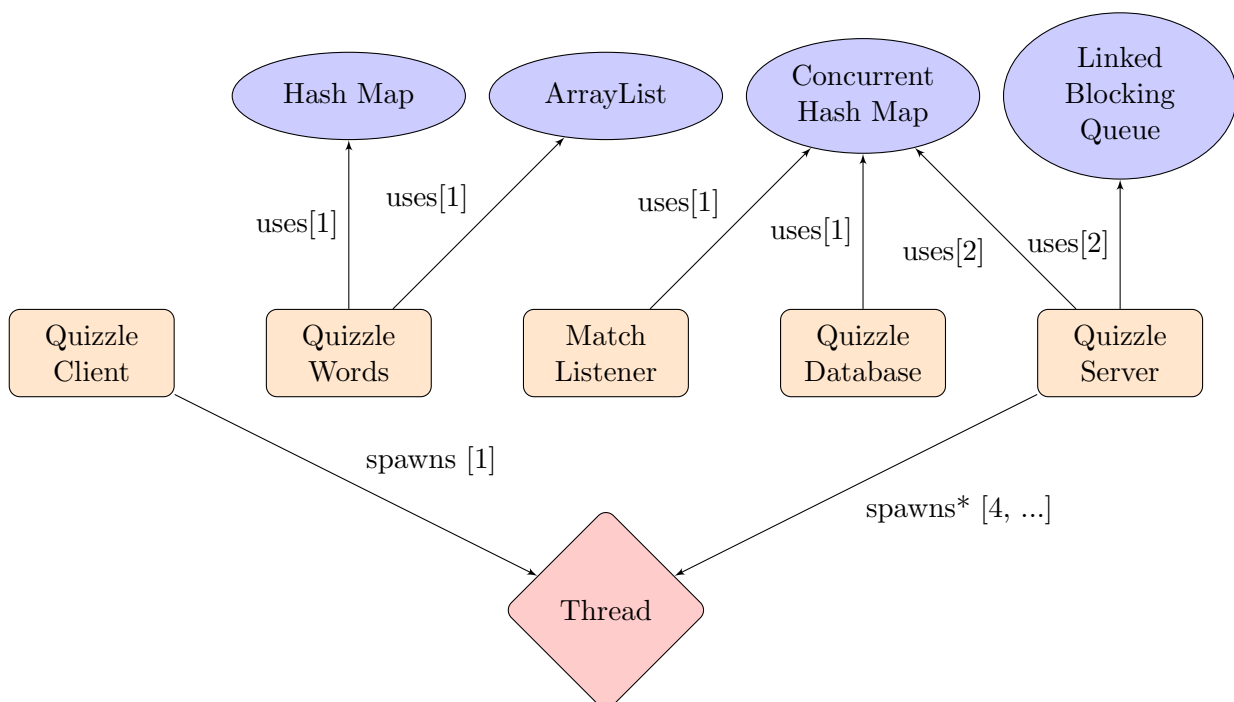 Hash Map
ArrayList
Concurrent
Hash Map
Linked
Blocking
Queue
uses[1]
uses[1]
uses[1]
uses[1]
uses[2]
uses[2]
Quizzle
Client
Quizzle
Words
Match
Listener
Quizzle
Database
Quizzle
Server
spawns [1]
spawns* [4, ...]
Thread